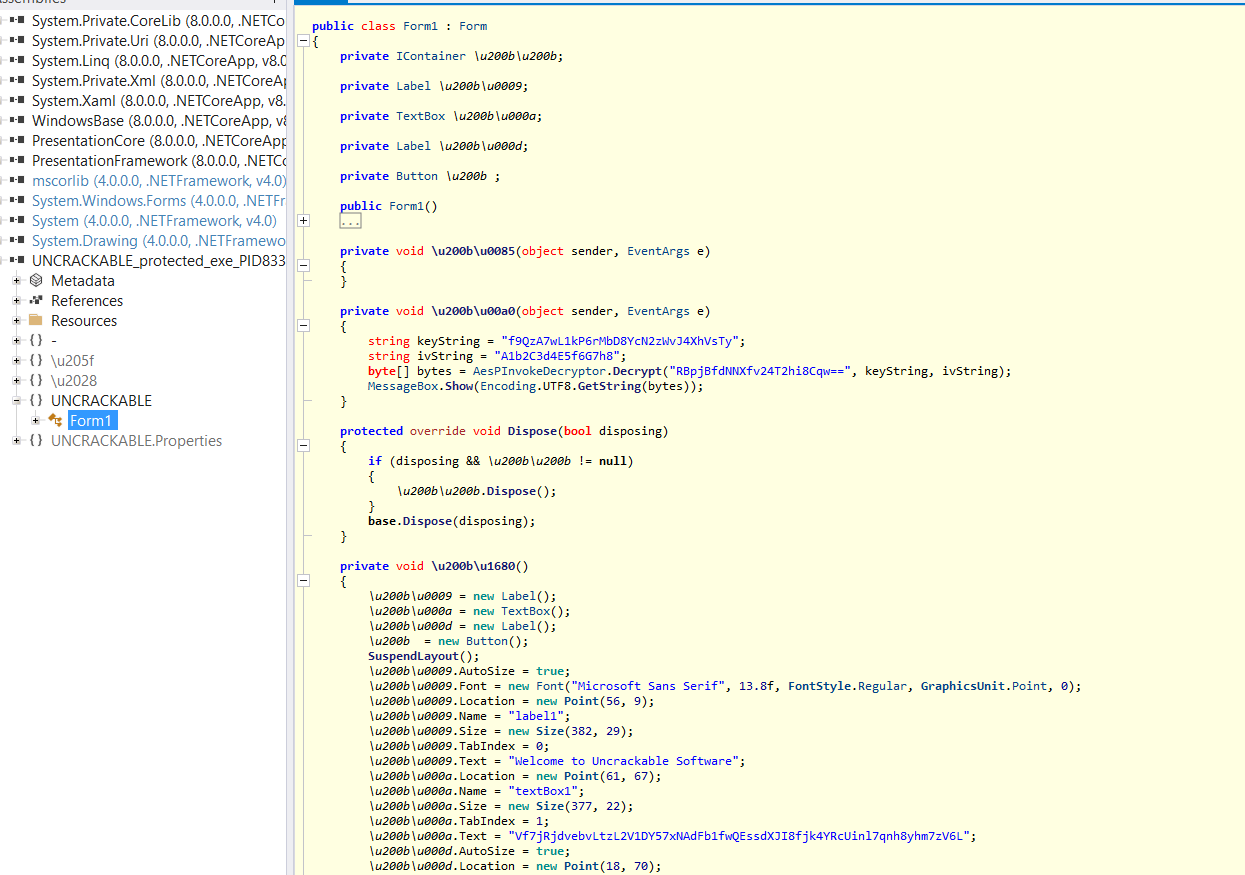 System.Private.CoreLib (8.0.0.0, .NETCo
System.Private.Uri (8.0.0.0, .NETCoreAp
System.Linq (8.0.0.0, .NETCoreApp, v8.0
System.Private.Xml (8.0.0.0, .NETCoreAp
System.Xaml (8.0.0.0, .NETCoreApp, v8.
WindowsBase (8.0.0.0, .NETCoreApp, v8
PresentationCore (8.0.0.0, .NETCoreApp
PresentationFramework (8.0.0.0, .NETCo
mscorlib (4.0.0.0, .NETFramework, v4.0)
System.Windows.Forms (4.0.0.0, .NETFr
System (4.0.0.0, .NETFramework, v4.0)
System.Drawing (4.0.0.0, .NETFramewo
UNCRACKABLE_protected_exe_PID833
Metadata
References
Resources
{ } -
{ } \u205f
{ } \u2028
{ } UNCRACKABLE
Form1
{ } UNCRACKABLE.Properties
public class Form1 : Form
{
private IContainer \u200b\u200b;
private Label \u200b\u0009;
private TextBox \u200b\u000a;
private Label \u200b\u000d;
private Button \u200b ;
public Form1()
...
private void \u200b\u0085(object sender, EventArgs e)
{
}
private void \u200b\u00a0(object sender, EventArgs e)
{
string keyString = "f9QzA7wL1kP6rMbD8YcN2zWvJ4XhVsTy";
string ivString = "A1b2C3d4E5f6G7h8";
byte[] bytes = AesPInvokeDecryptor.Decrypt("RBpjBfdNNXfv24T2hi8Cqw==", keyString, ivString);
MessageBox.Show(Encoding.UTF8.GetString(bytes));
}
protected override void Dispose(bool disposing)
{
if (disposing && \u200b\u200b != null)
{
\u200b\u200b.Dispose();
}
base.Dispose(disposing);
}
private void \u200b\u1680()
{
\u200b\u0009 = new Label();
\u200b\u000a = new TextBox();
\u200b\u000d = new Label();
\u200b  = new Button();
SuspendLayout();
\u200b\u0009.AutoSize = true;
\u200b\u0009.Font = new Font("Microsoft Sans Serif", 13.8f, FontStyle.Regular, GraphicsUnit.Point, 0);
\u200b\u0009.Location = new Point(56, 9);
\u200b\u0009.Name = "label1";
\u200b\u0009.Size = new Size(382, 29);
\u200b\u0009.TabIndex = 0;
\u200b\u0009.Text = "Welcome to Uncrackable Software";
\u200b\u000a.Location = new Point(61, 67);
\u200b\u000a.Name = "textBox1";
\u200b\u000a.Size = new Size(377, 22);
\u200b\u000a.TabIndex = 1;
\u200b\u000a.Text = "Vf7jRjdvebvLtzL2V1DY57xNAdFb1fwQEssdXJI8fjk4YRcUinl7qnh8yhm7zV6L";
\u200b\u000d.AutoSize = true;
\u200b\u000d.Location = new Point(18, 70);